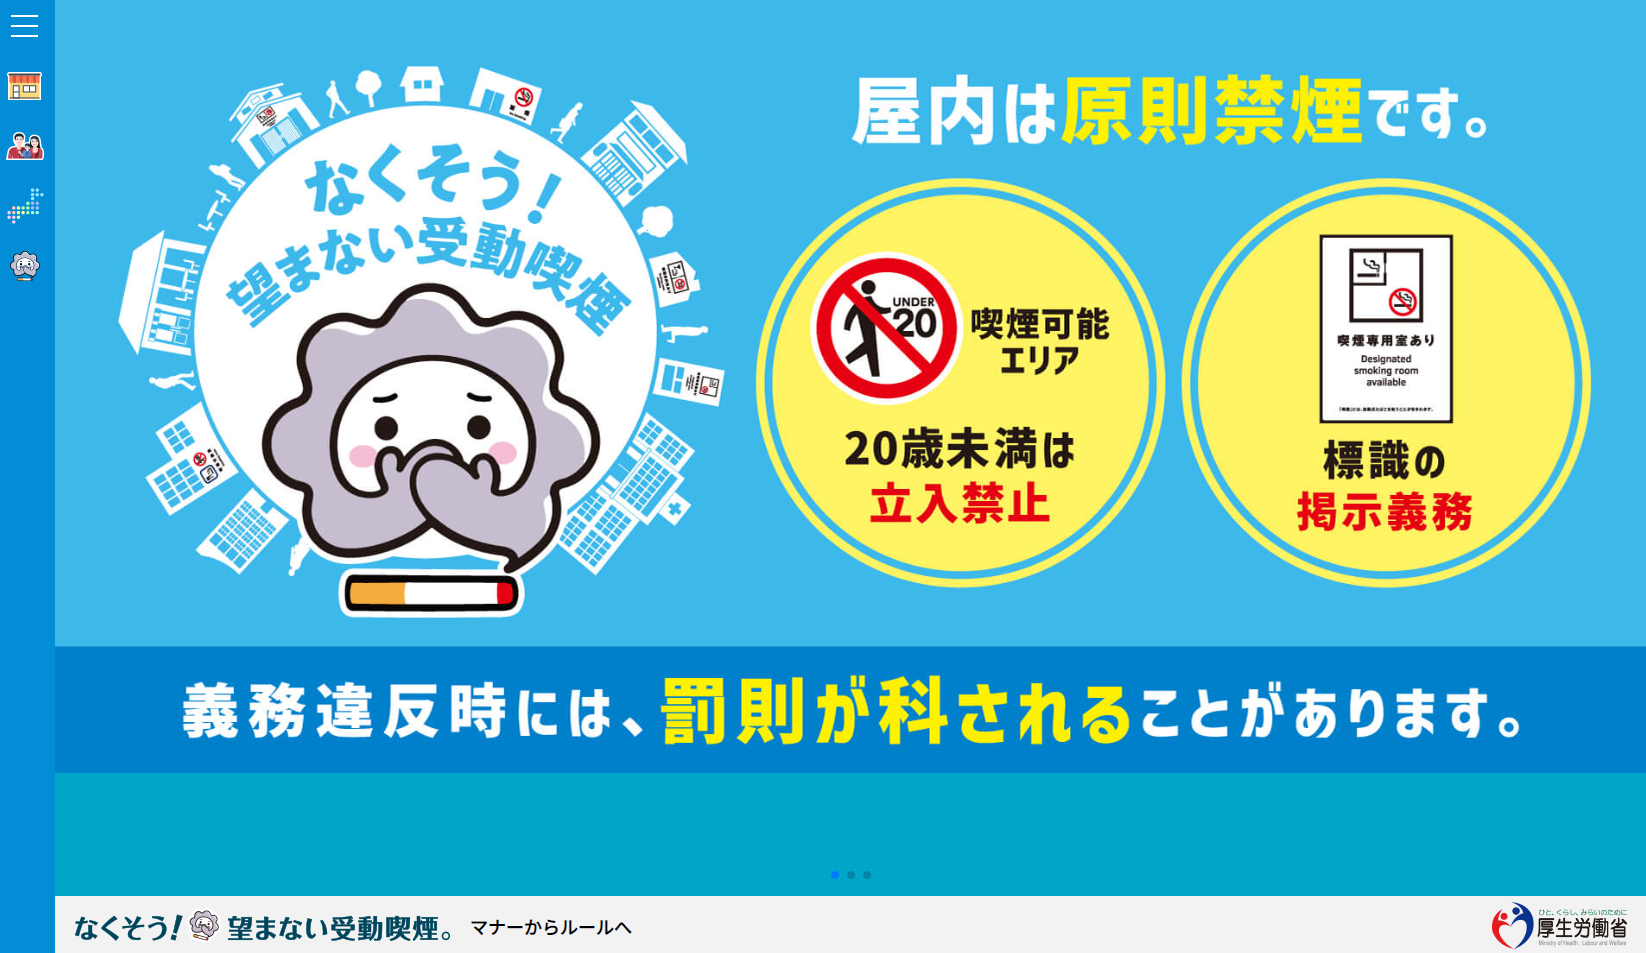 なくそう！
望まない受動喫煙
屋内は原則禁煙です。
UNDER
20
喫煙可能
エリア
20歳未満は
立入禁止
喫煙専用室あり
Designated
smoking room
available
標識の
掲示義務
義務違反時には、罰則が科されることがあります。
なくそう！望まない受動喫煙。 マナーからルールへ
ひと、くらし、みらいのために
厚生労働省
Ministry of Health, Labour and Welfare